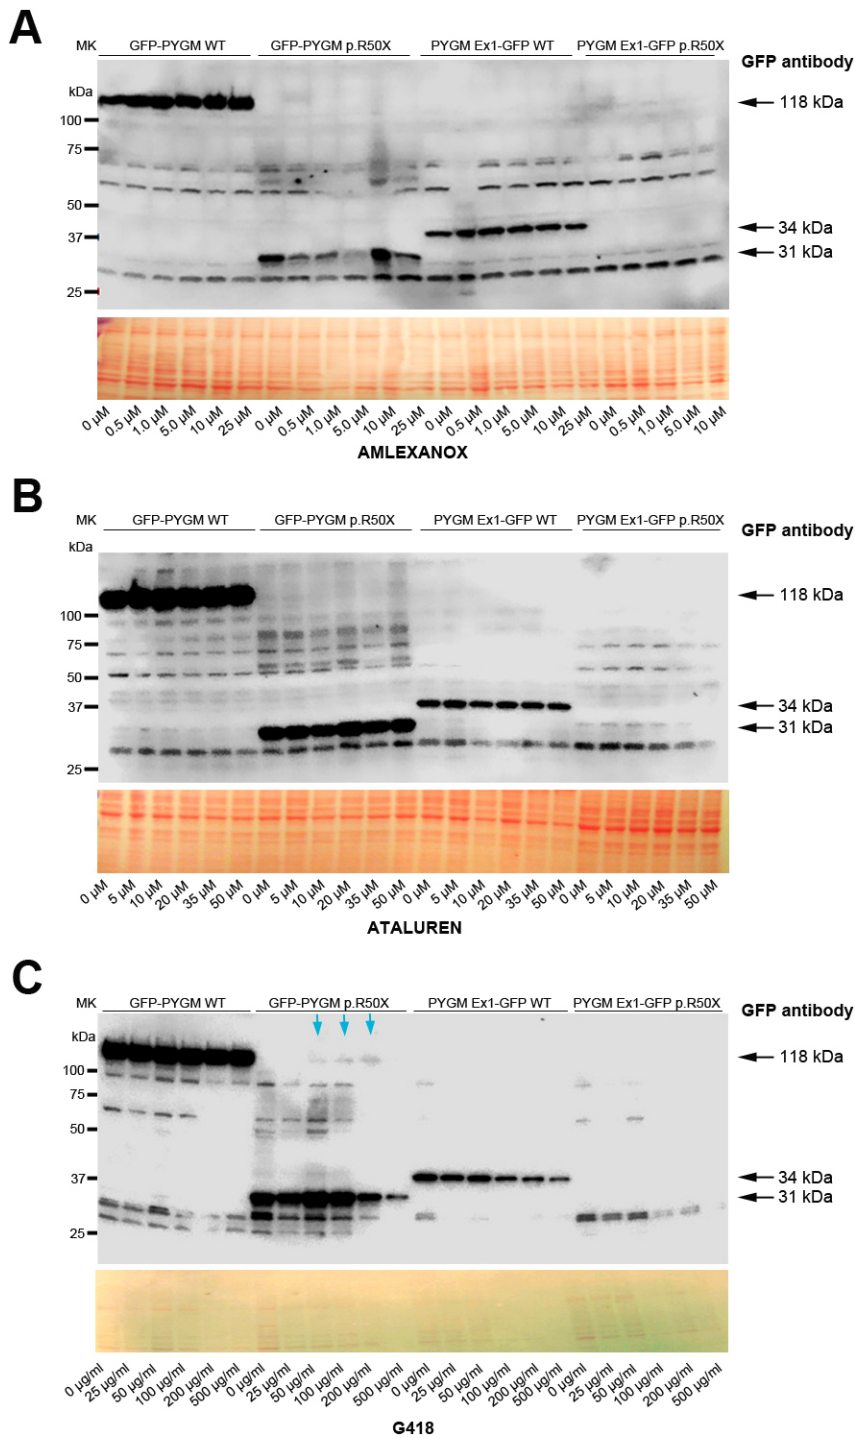 A
MK GFP-PYGM WT GFP-PYGM p.R50X PYGM Ex1-GFP WT PYGM Ex1-GFP p.R50X
GFP antibody
kDa
118 kDa
100
75
50
37
34 kDa
31 kDa
25
0 µM 0.5 µM 1.0 µM 5.0 µM 10 µM 25 µM 0 µM 0.5 µM 1.0 µM 5.0 µM 10 µM 25 µM 0 µM 0.5 µM 1.0 µM 5.0 µM 10 µM 25 µM 0 µM 0.5 µM 1.0 µM 5.0 µM 10 µM
AMLEXANOX
B
MK GFP-PYGM WT GFP-PYGM p.R50X PYGM Ex1-GFP WT PYGM Ex1-GFP p.R50X
GFP antibody
kDa
118 kDa
100
75
50
37
34 kDa
31 kDa
25
0 µM 5 µM 10 µM 20 µM 35 µM 50 µM 0 µM 5 µM 10 µM 20 µM 35 µM 50 µM 0 µM 5 µM 10 µM 20 µM 35 µM 50 µM 0 µM 5 µM 10 µM 20 µM 35 µM 50 µM
ATALUREN
C
MK GFP-PYGM WT GFP-PYGM p.R50X PYGM Ex1-GFP WT PYGM Ex1-GFP p.R50X
GFP antibody
kDa
118 kDa
100
75
50
37
34 kDa
31 kDa
25
0 µg/ml 25 µg/ml 50 µg/ml 100 µg/ml 200 µg/ml 500 µg/ml 0 µg/ml 25 µg/ml 50 µg/ml 100 µg/ml 200 µg/ml 500 µg/ml 0 µg/ml 25 µg/ml 50 µg/ml 100 µg/ml 200 µg/ml 500 µg/ml 0 µg/ml 25 µg/ml 50 µg/ml 100 µg/ml 200 µg/ml 500 µg/ml
G418